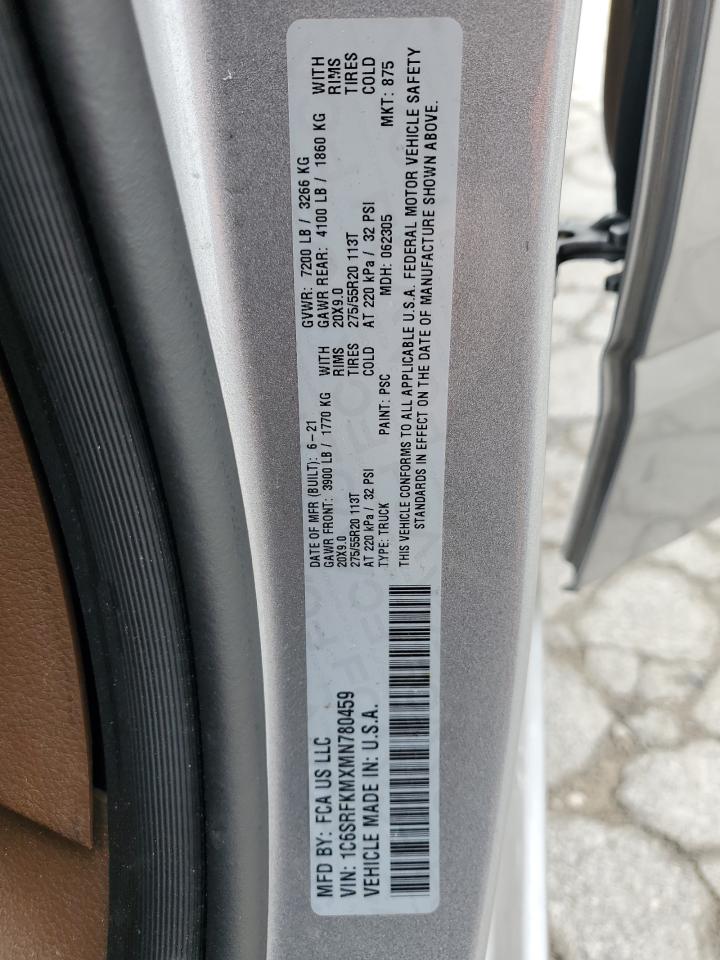 MFD BY: FCA US LLC
VIN: 1C6SRFKMXMN780459
VEHICLE MADE IN: U.S.A.
DATE OF MFR (BUILT): 6-21 GVWR: 7200 LB / 3266 KG
GAWR FRONT: 3900 LB / 1770 KG WITH GAWR REAR: 4100 LB / 1860 KG WITH
20X9.0 RIMS 20X9.0 RIMS
275/55R20 113T TIRES 275/55R20 113T TIRES
AT 220 kPa / 32 PSI COLD AT 220 kPa / 32 PSI COLD
TYPE: TRUCK PAINT: PSC MDH: 062305 MKT: 875
THIS VEHICLE CONFORMS TO ALL APPLICABLE U.S.A. FEDERAL MOTOR VEHICLE SAFETY
STANDARDS IN EFFECT ON THE DATE OF MANUFACTURE SHOWN ABOVE.